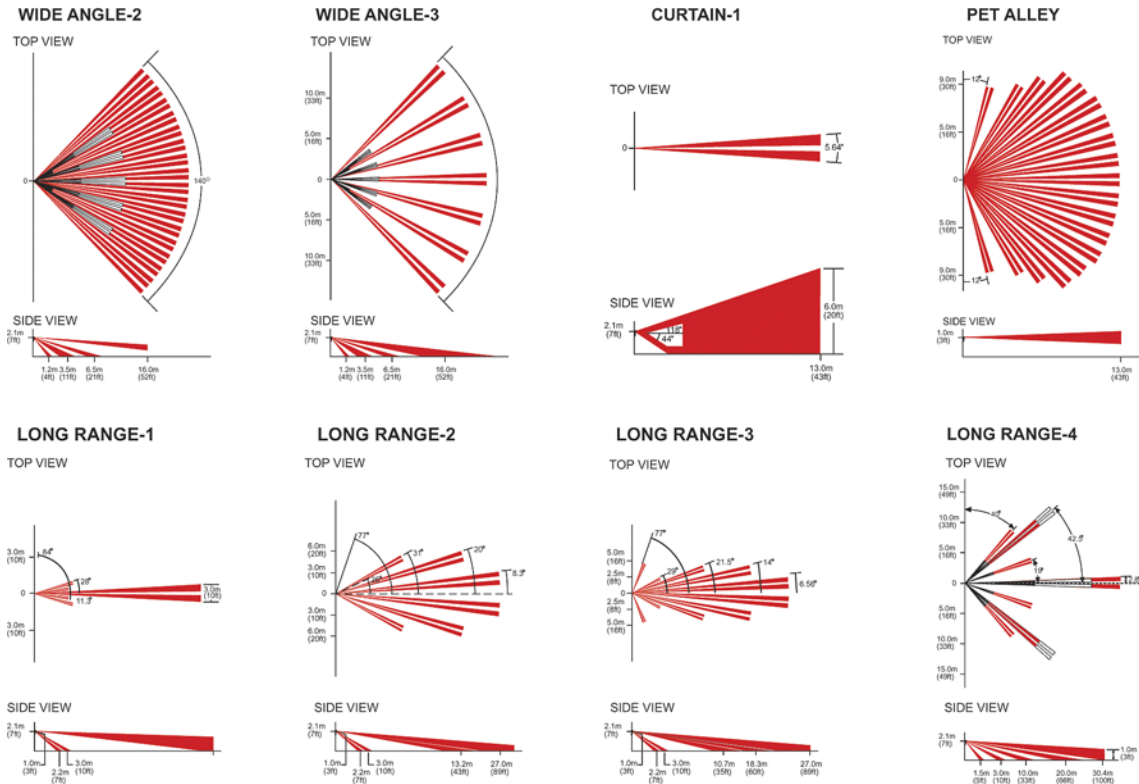 WIDE ANGLE-2
TOP VIEW
0
140°
SIDE VIEW
2.1m
(7ft)
1.2m 3.5m 6.5m 16.0m
(4ft) (11ft) (21ft) (52ft)
WIDE ANGLE-3
TOP VIEW
10.0m
(33ft)
5.0m
(16ft)
0
5.0m
(16ft)
10.0m
(33ft)
SIDE VIEW
2.1m
(7ft)
1.2m 3.5m 6.5m 16.0m
(4ft) (11ft) (21ft) (52ft)
CURTAIN-1
TOP VIEW
0
5.64°
SIDE VIEW
2.1m
(7ft)
18°
44°
6.0m
(20ft)
13.0m
(43ft)
PET ALLEY
TOP VIEW
9.0m
(30ft)
12°
5.0m
(16ft)
0
5.0m
(16ft)
9.0m
(30ft)
12°
SIDE VIEW
1.0m
(3ft)
13.0m
(43ft)
LONG RANGE-1
TOP VIEW
3.0m
(10ft)
84°
28°
0
11.3°
3.0m
(10ft)
3.0m
(10ft)
SIDE VIEW
2.1m
(7ft)
1.0m 3.0m
(3ft) (10ft)
2.2m
(7ft)
LONG RANGE-2
TOP VIEW
77°
6.0m
(20ft)
31°
20°
3.0m
(10ft)
8.3°
0
3.0m
(10ft)
6.0m
(20ft)
SIDE VIEW
2.1m
(7ft)
1.0m 3.0m 13.2m 27.0m
(3ft) (10ft) (43ft) (89ft)
2.2m
(7ft)
LONG RANGE-3
TOP VIEW
77°
5.0m
(16ft)
21.5°
14°
2.5m
(8ft)
29°
6.56°
0
2.5m
(8ft)
5.0m
(16ft)
SIDE VIEW
2.1m
(7ft)
1.0m 3.0m 10.7m 18.3m 27.0m
(3ft) (10ft) (35ft) (60ft) (89ft)
2.2m
(7ft)
LONG RANGE-4
TOP VIEW
15.0m
(49ft)
10.0m
(33ft)
42.5°
0
5.0m
(16ft)
10.0m
(33ft)
15.0m
(49ft)
SIDE VIEW
2.1m
(7ft)
1.0m
(3ft)
1.5m 3.0m 10.0m 20.0m 30.4m
(5ft) (10ft) (33ft) (66ft) (100ft)